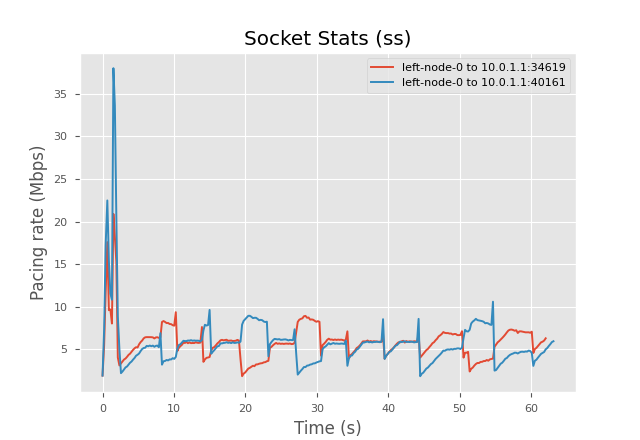 Socket Stats (ss)
left-node-0 to 10.0.1.1:34619
left-node-0 to 10.0.1.1:40161
Pacing rate (Mbps)
35
30
25
20
15
10
5
0 10 20 30 40 50 60
Time (s)